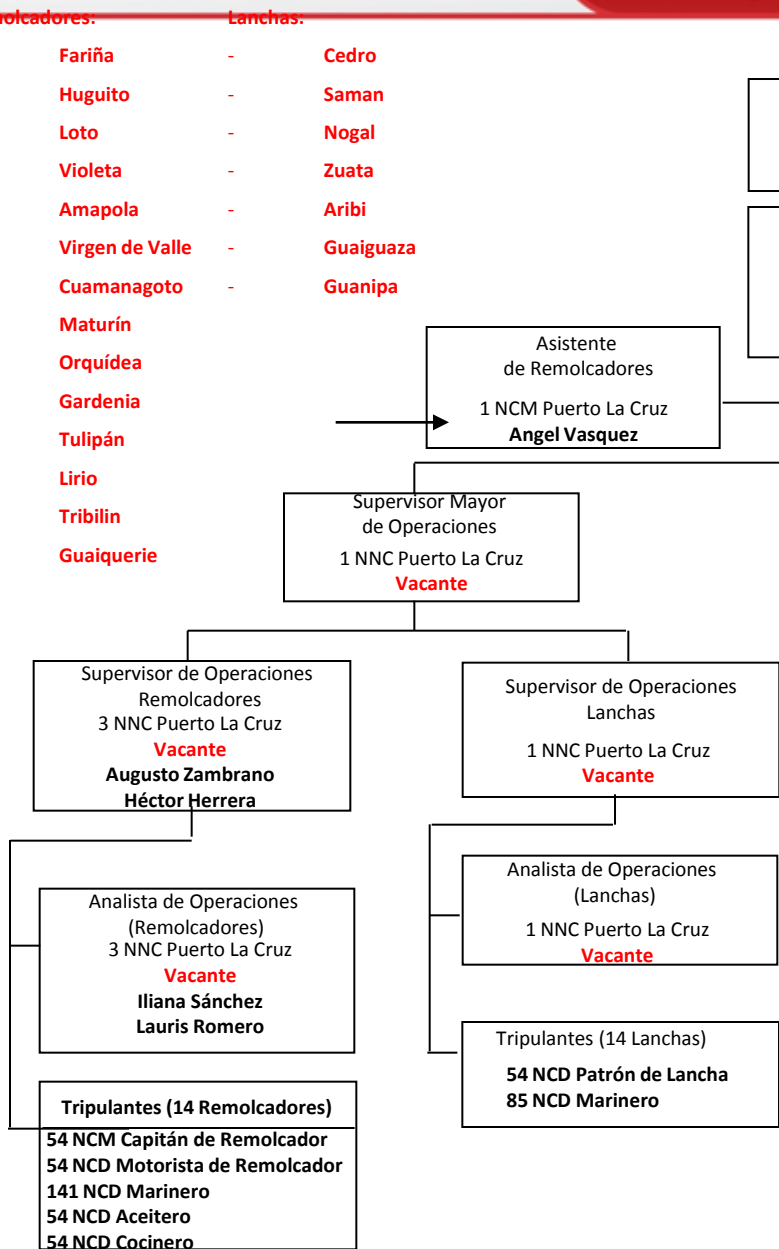 Lanchas:
Fariña - Cedro
Huguito - Saman
Loto - Nogal
Violeta - Zuata
Amapola - Aribi
Virgen de Valle - Guaiguaza
Cuamanagoto - Guanipa
Maturín
Orquídea
Gardenia
Tulipán
Lirio
Tribilin
Guaiquerie
Asistente
de Remolcadores
1 NCM Puerto La Cruz
Angel Vasquez
Supervisor Mayor
de Operaciones
1 NNC Puerto La Cruz
Vacante
Supervisor de Operaciones
Remolcadores
3 NNC Puerto La Cruz
Vacante
Augusto Zambrano
Héctor Herrera
Supervisor de Operaciones
Lanchas
1 NNC Puerto La Cruz
Vacante
Analista de Operaciones
(Remolcadores)
3 NNC Puerto La Cruz
Vacante
Iliana Sánchez
Lauris Romero
Analista de Operaciones
(Lanchas)
1 NNC Puerto La Cruz
Vacante
Tripulantes (14 Lanchas)
54 NCD Patrón de Lancha
85 NCD Marinero
Tripulantes (14 Remolcadores)
54 NCM Capitán de Remolcador
54 NCD Motorista de Remolcador
141 NCD Marinero
54 NCD Aceitero
54 NCD Cocinero